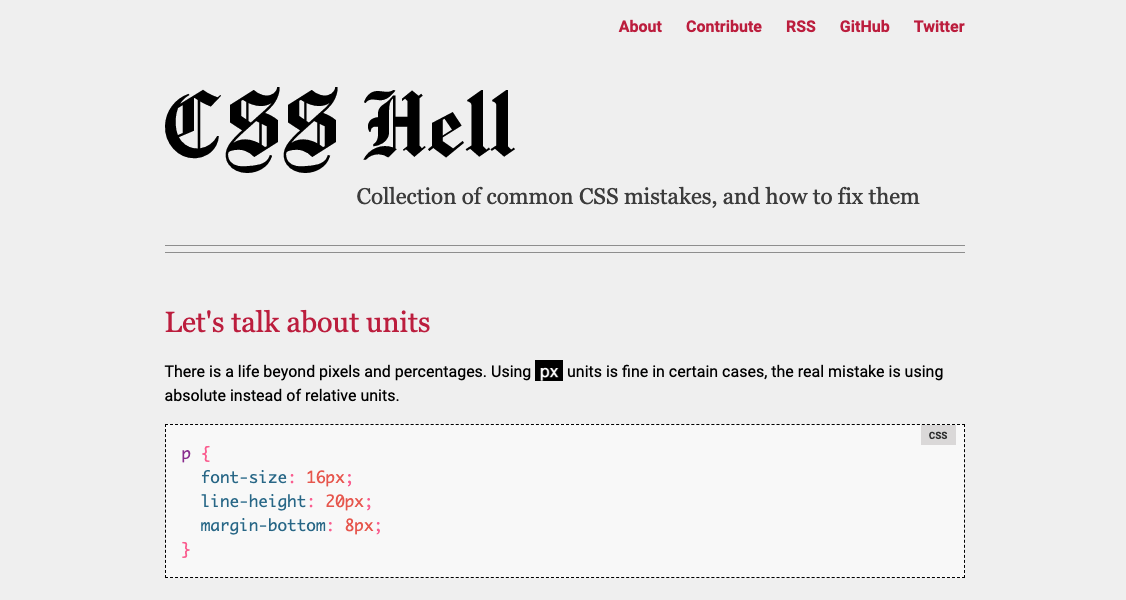 About Contribute RSS GitHub Twitter
CSS Hell
Collection of common CSS mistakes, and how to fix them
Let's talk about units
There is a life beyond pixels and percentages. Using px units is fine in certain cases, the real mistake is using
absolute instead of relative units.
CSS
p {
  font-size: 16px;
  line-height: 20px;
  margin-bottom: 8px;
}